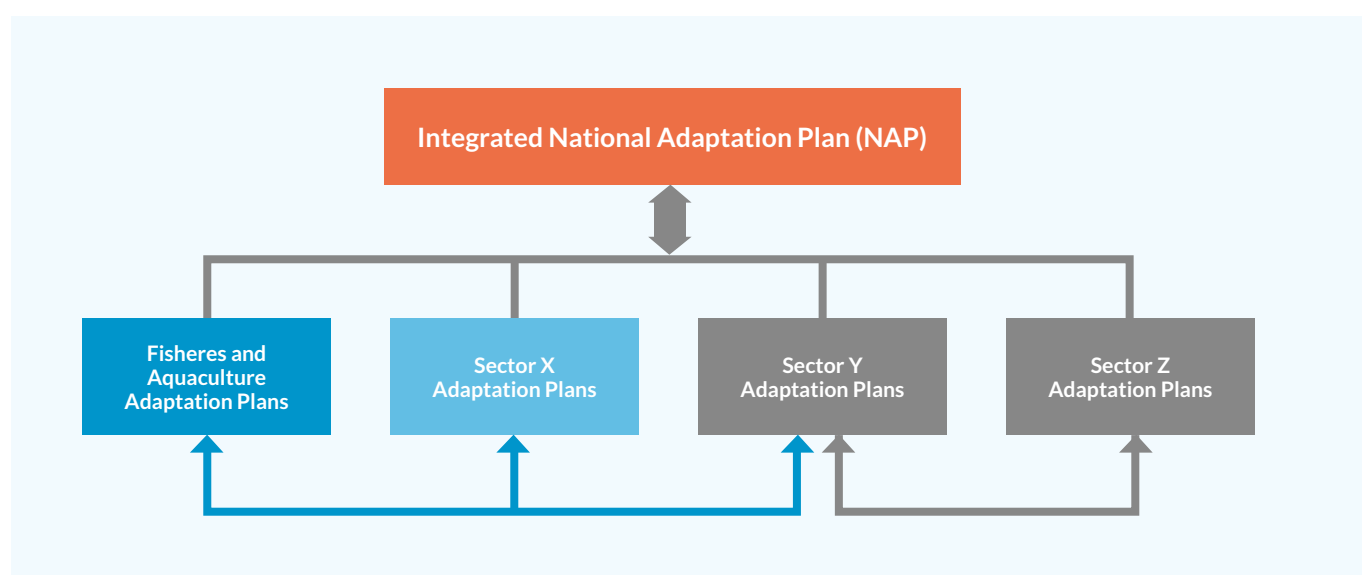 Integrated National Adaptation Plan (NAP)
Fisheres and
Aquaculture
Adaptation Plans
Sector X
Adaptation Plans
Sector Y
Adaptation Plans
Sector Z
Adaptation Plans